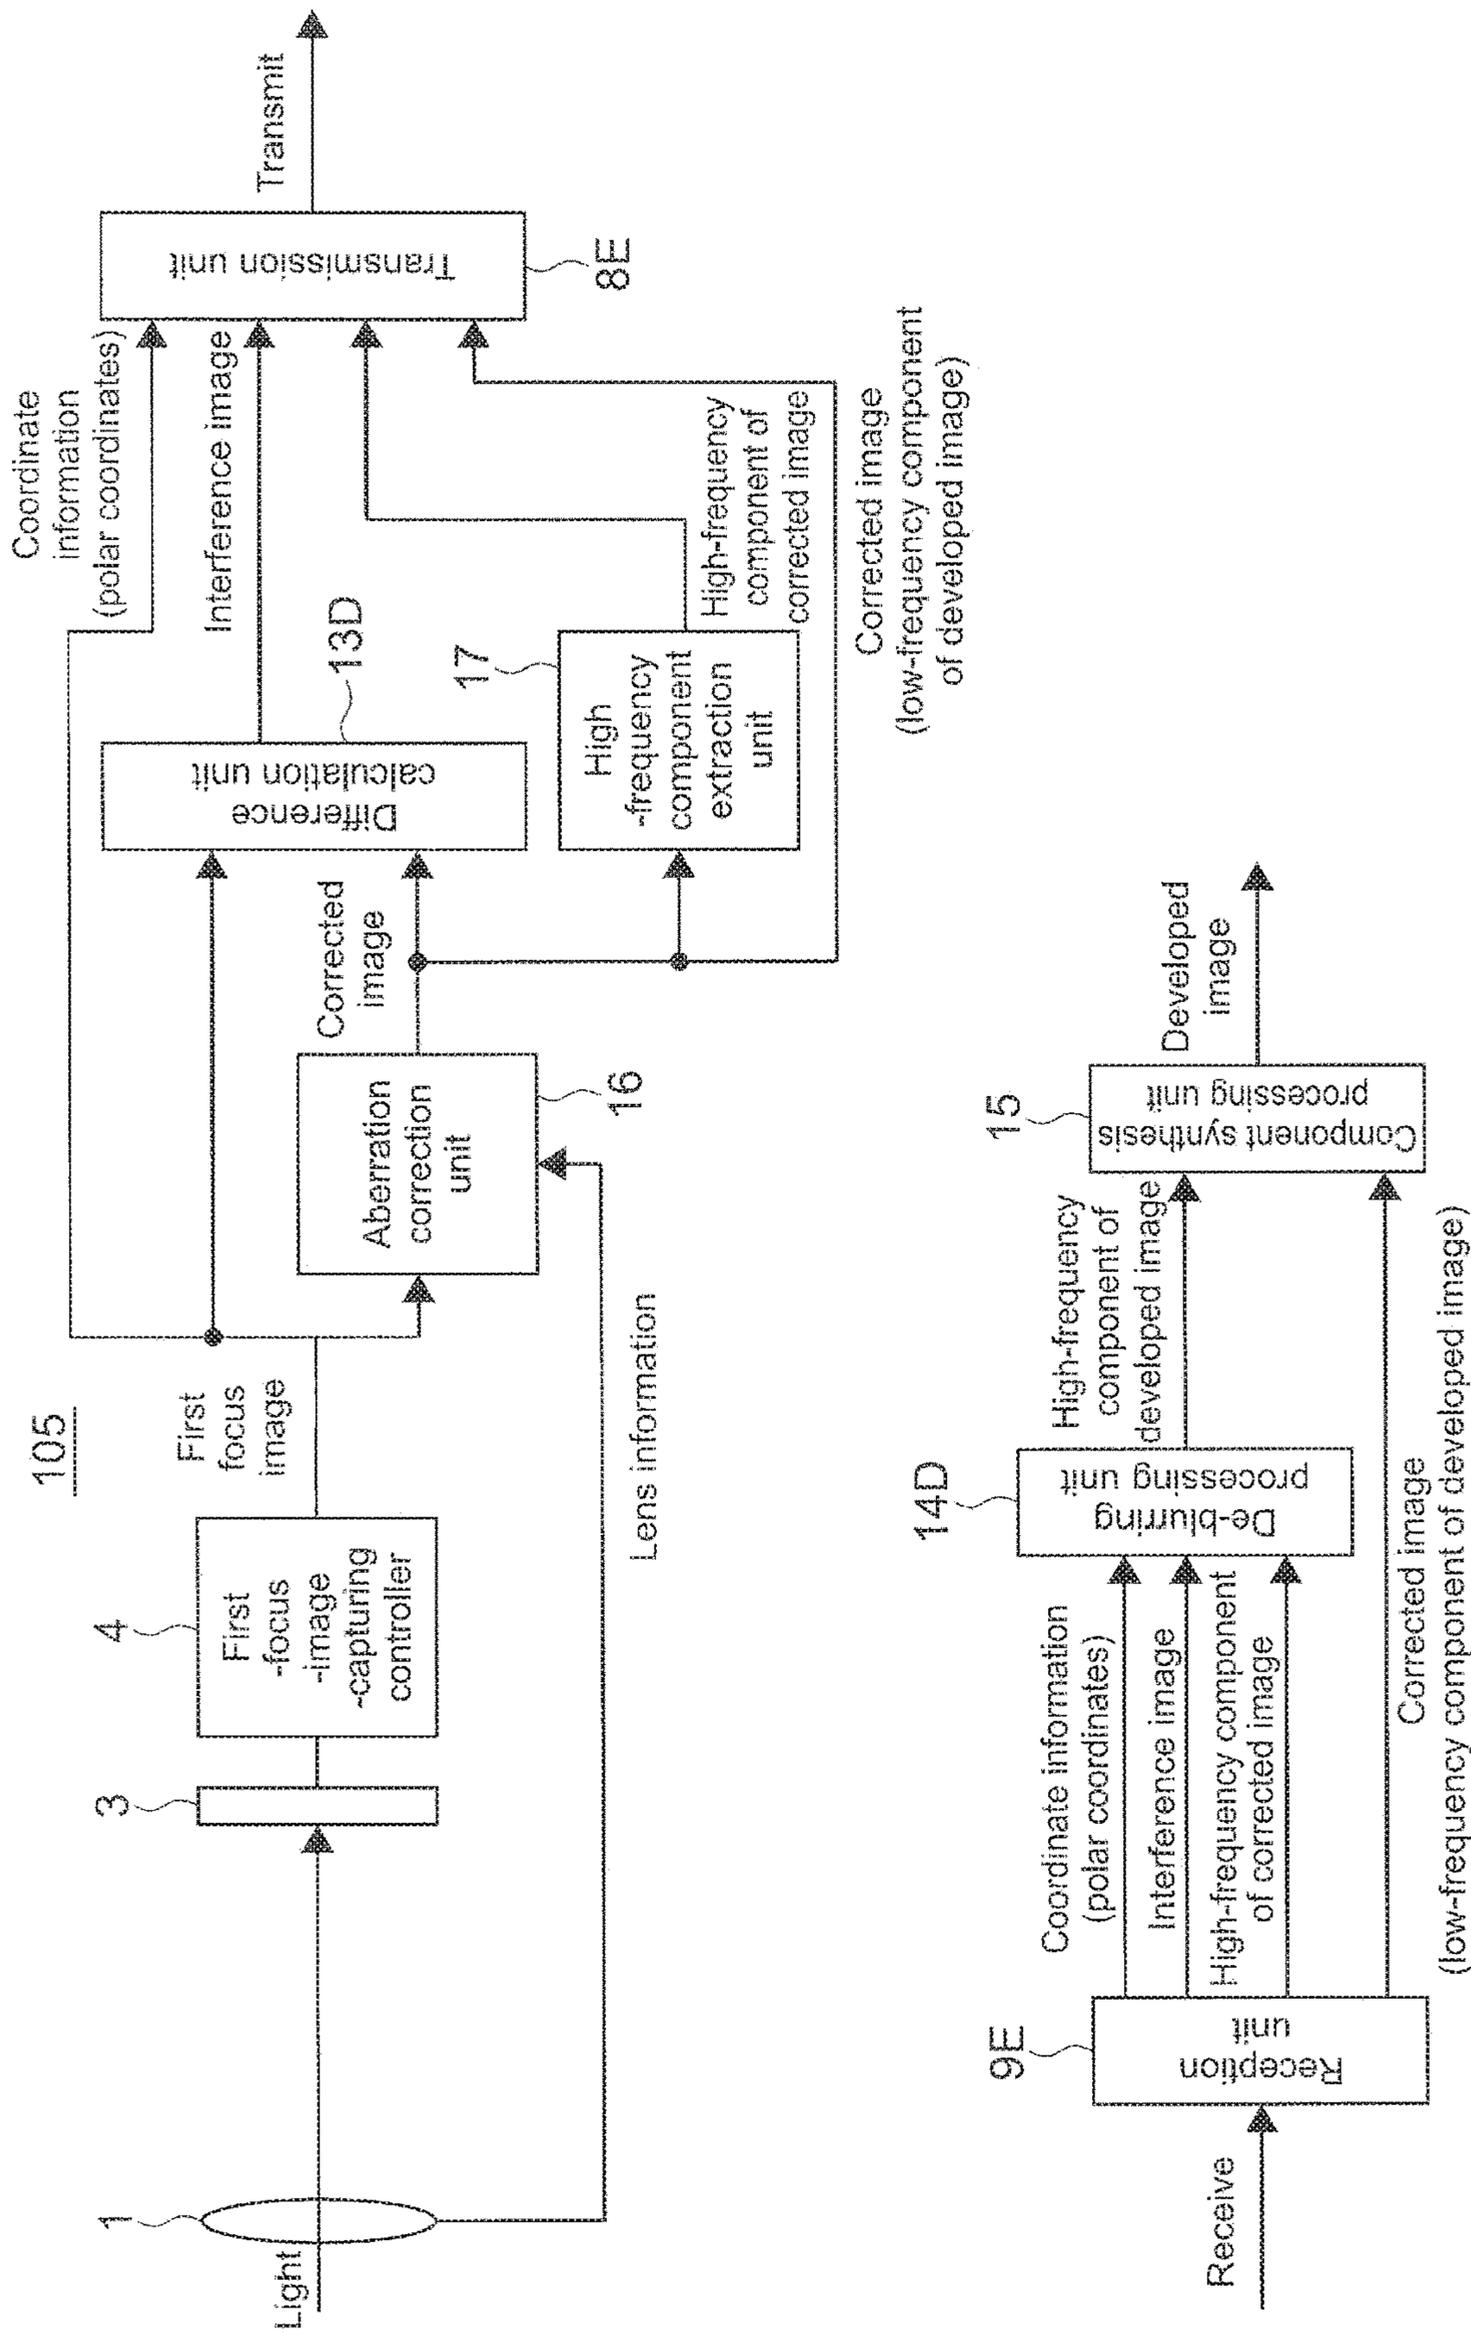 105
Light
1
3
4
First
-focus
-image
-capturing
controller
First
focus
image
Lens information
Aberration
correction
unit
16
Corrected
image
Difference
calculation unit
13D
17
High
-frequency
component
extraction
unit
Coordinate
information
(polar coordinates)
Interference image
High-frequency
component of
corrected image
Corrected image
(low-frequency component
of developed image)
Transmission unit
8E
Transmit
Receive
9E
Reception
unit
Coordinate information
(polar coordinates)
Interference image
High-frequency component
of corrected image
Corrected image
(low-frequency component of developed image)
14D
De-blurring
processing unit
High-frequency
component of
developed image
15
Component synthesis
processing unit
Developed
image